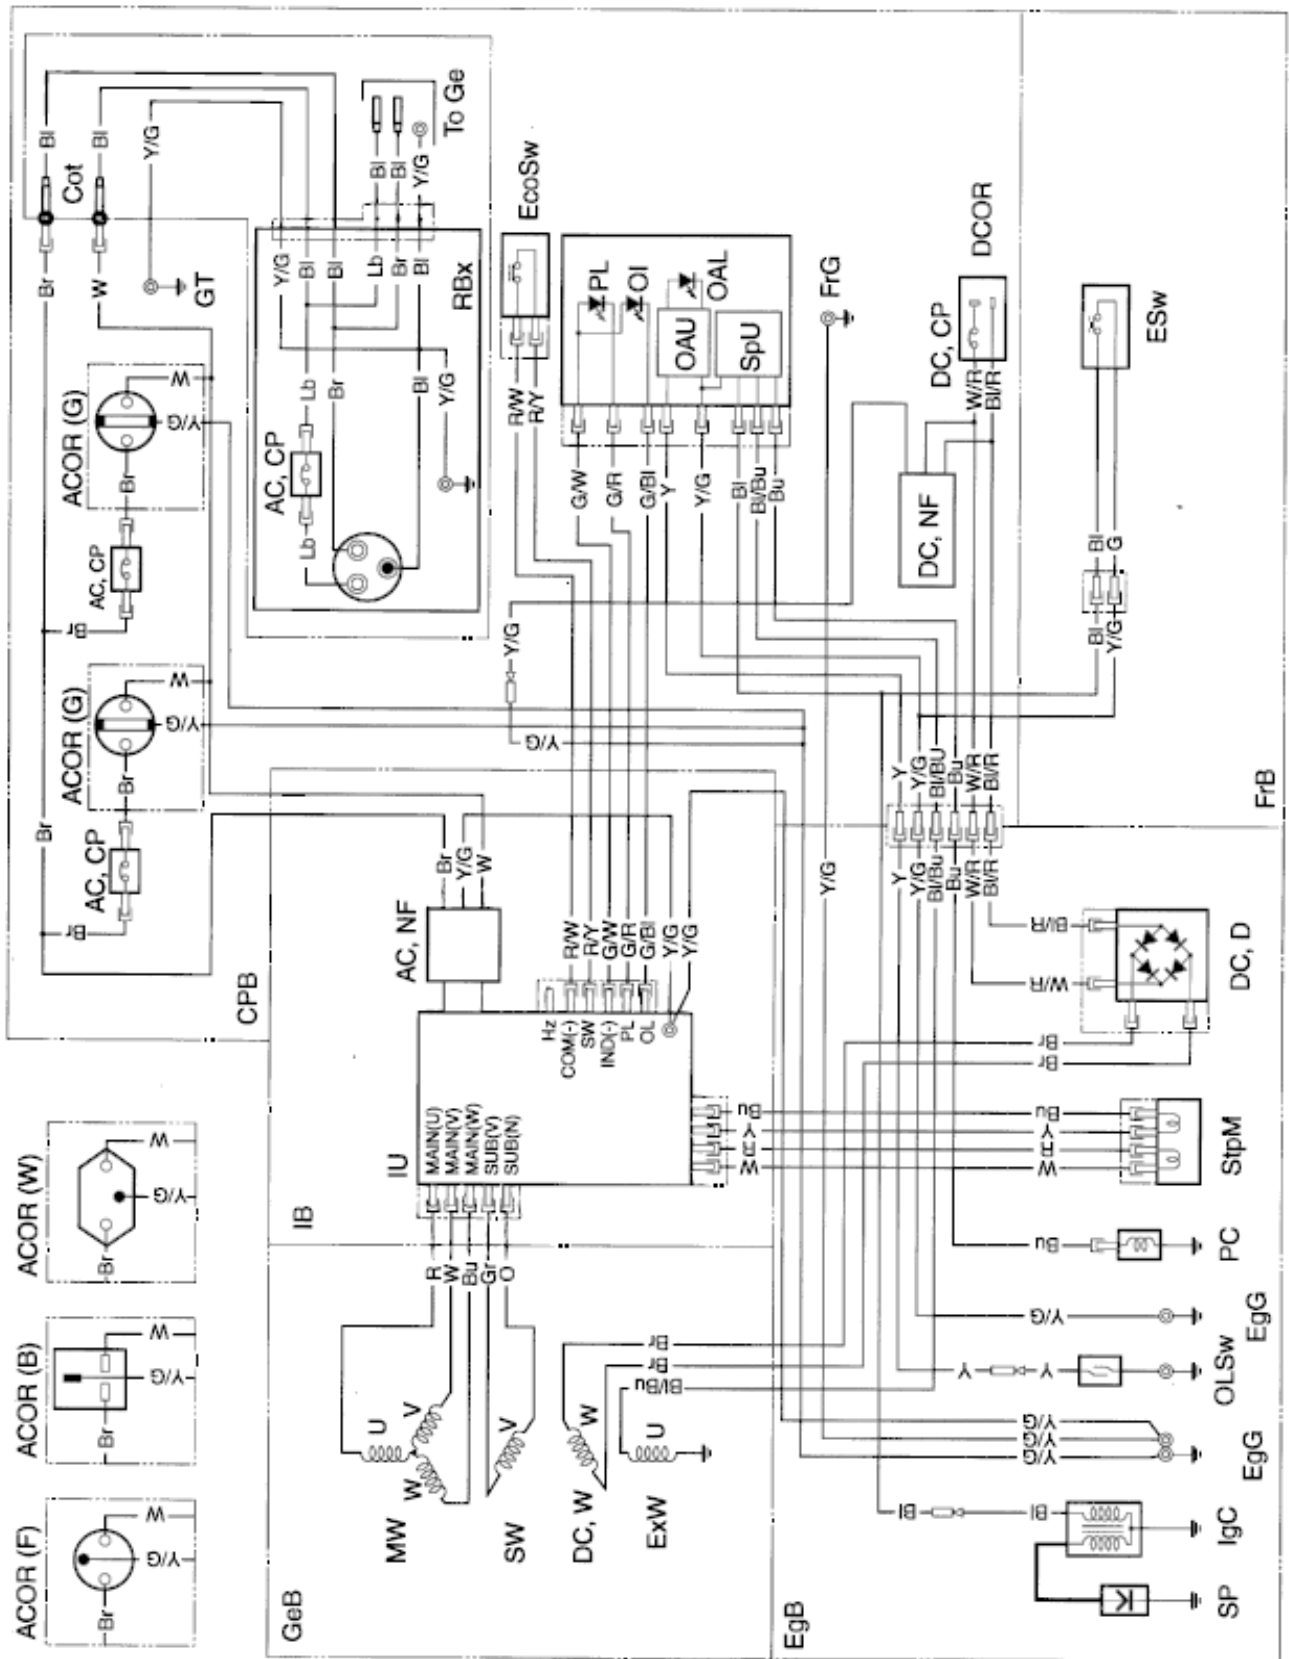 Bl
Bl
Cot
Y/G
Br
W
GT
To Ge
Bl
Bl
Y/G
Y/G
Bl
Bl
Lb
Br
Bl
RBx
Lb
Br
Bl
Y/G
AC, CP
Lb
EcoSw
R/W
R/Y
ACOR (G)
W
Y/G
Br
AC, CP
Br
ACOR (G)
W
Y/G
Br
AC, CP
Br
Br
CPB
PL
OI
OAL
OAU
SpU
G/W
G/R
G/Bl
Y
Y/G
Bl
Bl/Bu
Bu
FrG
DCOR
DC, CP
W/R
Bl/R
DC, NF
ESw
Bl
G
Bl
Y/G
FrB
Y/G
Y/G
Y
Y/G
Bl/BU
Bu
W/R
Bl/R
Y
Y/G
Bl/Bu
Bu
W/R
Bl/R
Y/G
Br
Y/G
W
AC, NF
R/W
R/Y
G/W
G/R
G/Bl
Y/G
Y/G
Hz
COM(-)
SW
IND(-)
PL
OL
IU
MAIN(U)
MAIN(V)
MAIN(W)
SUB(V)
SUB(N)
IB
Bu
Y
R
W
Bl/R
W/R
DC, D
Br
Br
Bu
Y
R
W
StpM
Bu
PC
Y/G
EgG
Y
Y
OLSw
Y/G
Y/G
Y/G
EgG
Bl
Bl
IgC
SP
EgB
R
W
Bu
Gr
O
U
V
W
MW
V
SW
W
DC, W
U
ExW
Br
Br
Bl/Bu
GeB
ACOR (W)
W
Y/G
Br
ACOR (B)
W
Y/G
Br
ACOR (F)
W
Y/G
Br